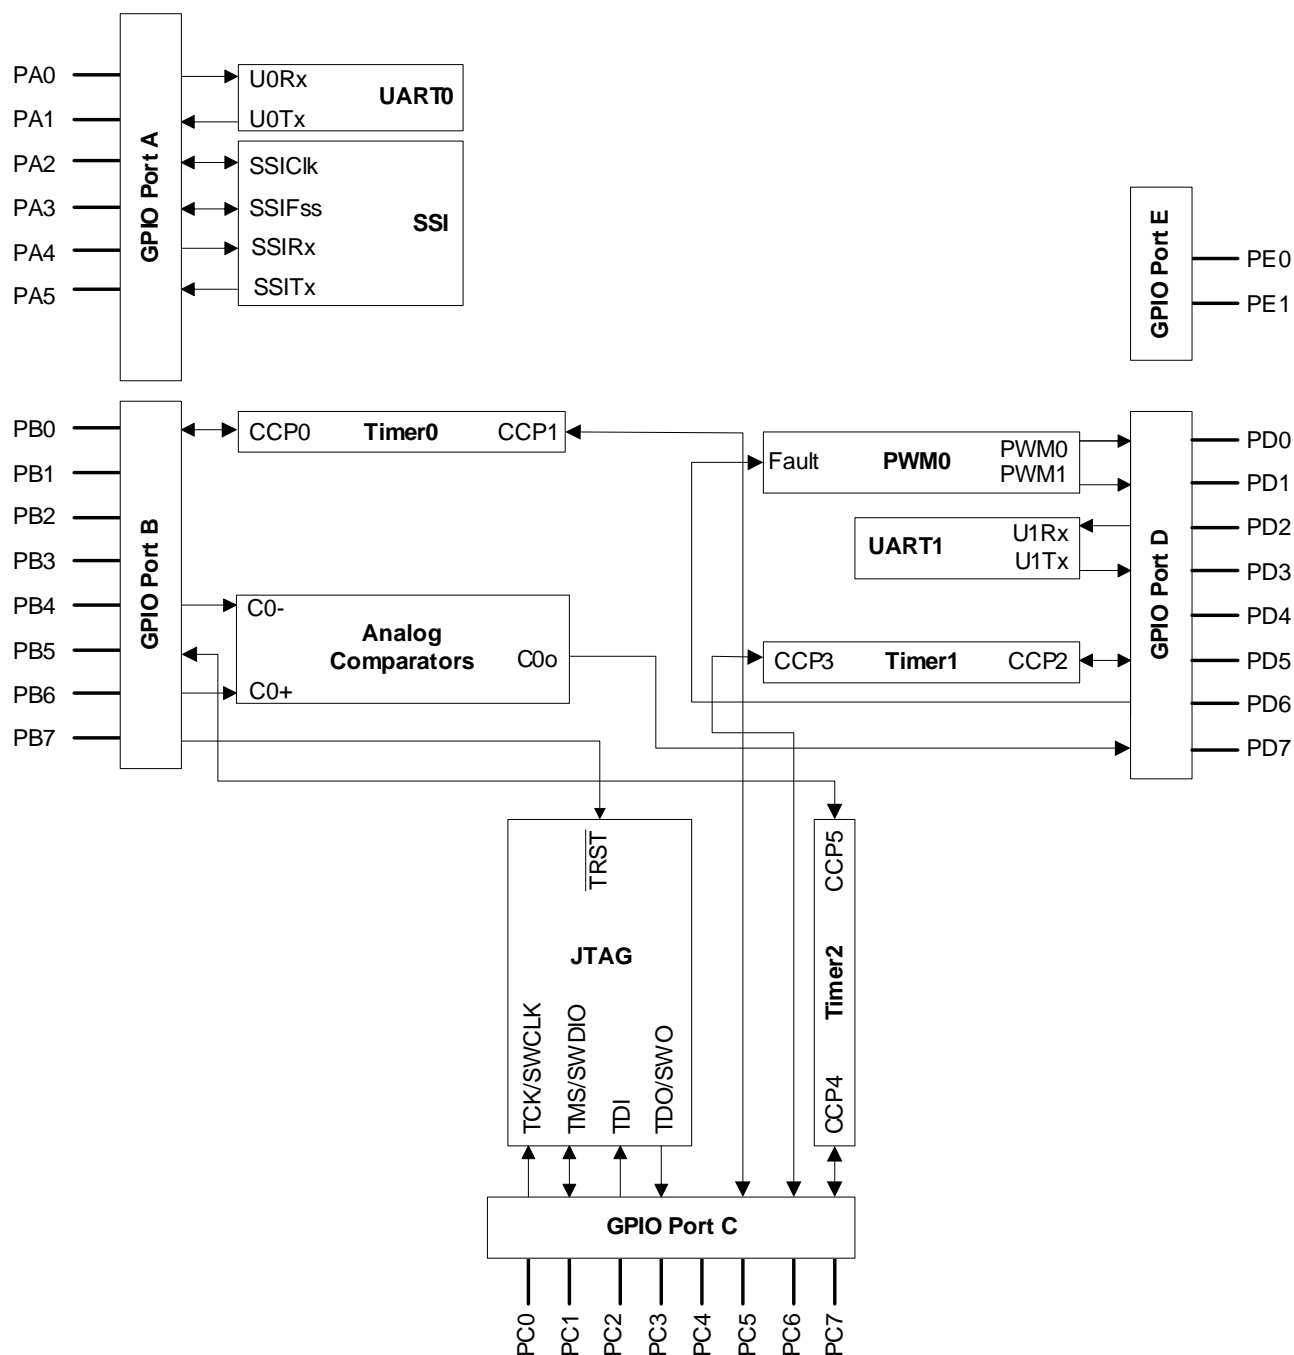 PA0
PA1
PA2
PA3
PA4
PA5
GPIO Port A
U0Rx
U0Tx
UART0
SSIClk
SSIFss
SSIRx
SSITx
SSI
GPIO Port E
PE0
PE1
PB0
PB1
PB2
PB3
PB4
PB5
PB6
PB7
GPIO Port B
CCP0 Timer0 CCP1
C0-
Analog
Comparators
C0o
C0+
Fault PWM0 PWM0
PWM1
UART1 U1Rx
U1Tx
CCP3 Timer1 CCP2
GPIO Port D
PD0
PD1
PD2
PD3
PD4
PD5
PD6
PD7
TRST
JTAG
TCK/SWCLK
TMS/SWDIO
TDI
TDO/SWO
CCP5
Timer2
CCP4
GPIO Port C
PC0
PC1
PC2
PC3
PC4
PC5
PC6
PC7